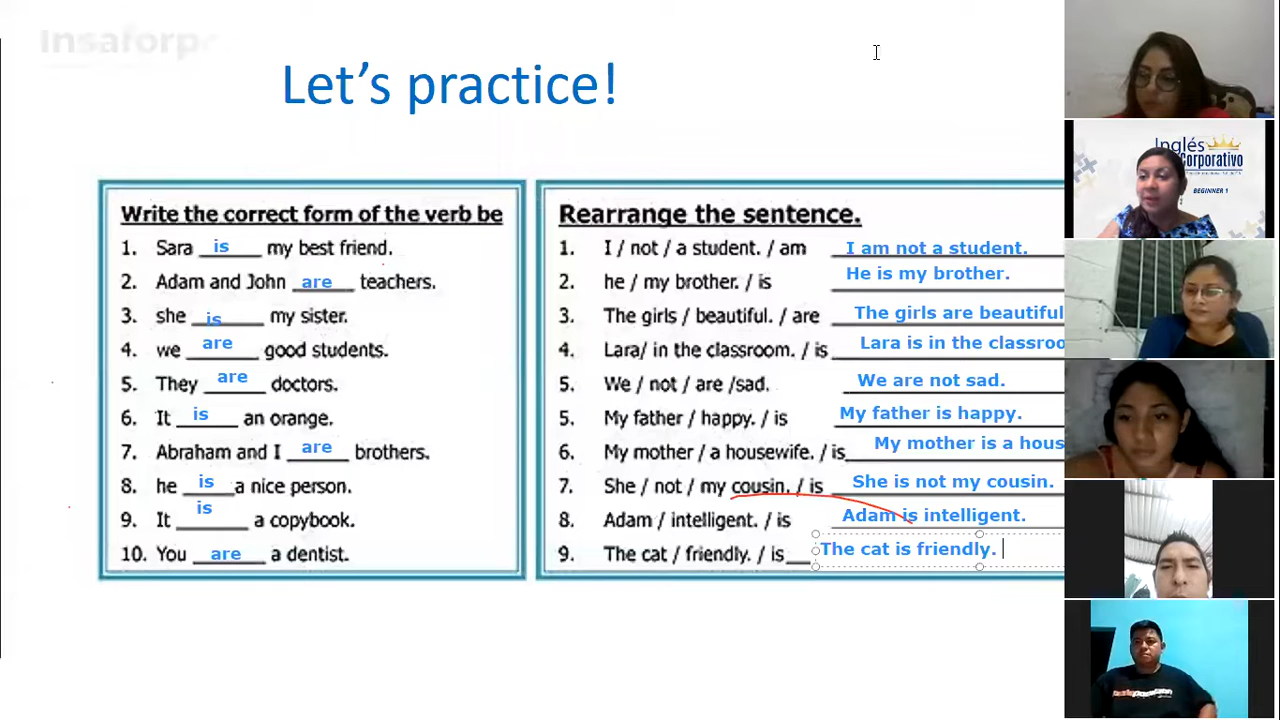 Insaforp
Let's practice!
Write the correct form of the verb be
1. Sara is my best friend.
2. Adam and John are teachers.
3. she is my sister.
4. we are good students.
5. They are doctors.
6. It is an orange.
7. Abraham and I are brothers.
8. he is a nice person.
9. It is a copybook.
10. You are a dentist.
Rearrange the sentence.
1. I / not / a student. / am I am not a student.
2. he / my brother. / is He is my brother.
3. The girls / beautiful. / are The girls are beautiful
4. Lara/ in the classroom. / is Lara is in the classroo
5. We / not / are /sad. We are not sad.
5. My father / happy. / is My father is happy.
6. My mother / a housewife. / is My mother is a hous
7. She / not / my cousin. / is She is not my cousin.
8. Adam / intelligent. / is Adam is intelligent.
9. The cat / friendly. / is The cat is friendly.
Inglés
Corporativo
BEGINNER 1